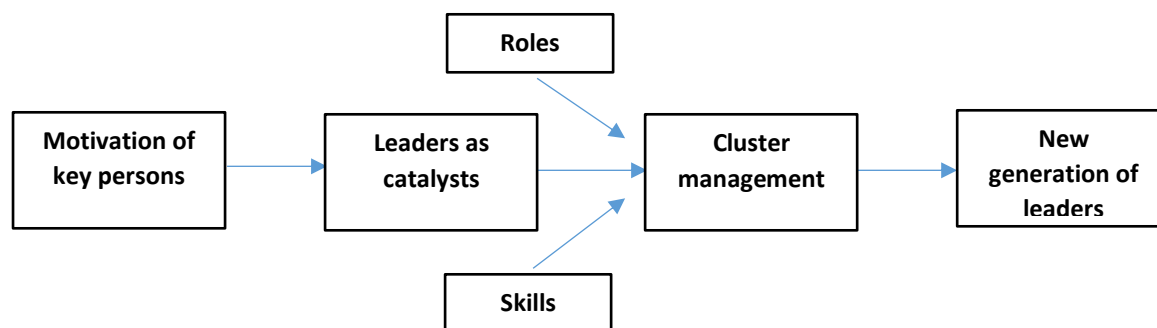 Roles
Motivation of
key persons
Leaders as
catalysts
Cluster
management
New
generation of
leaders
Skills